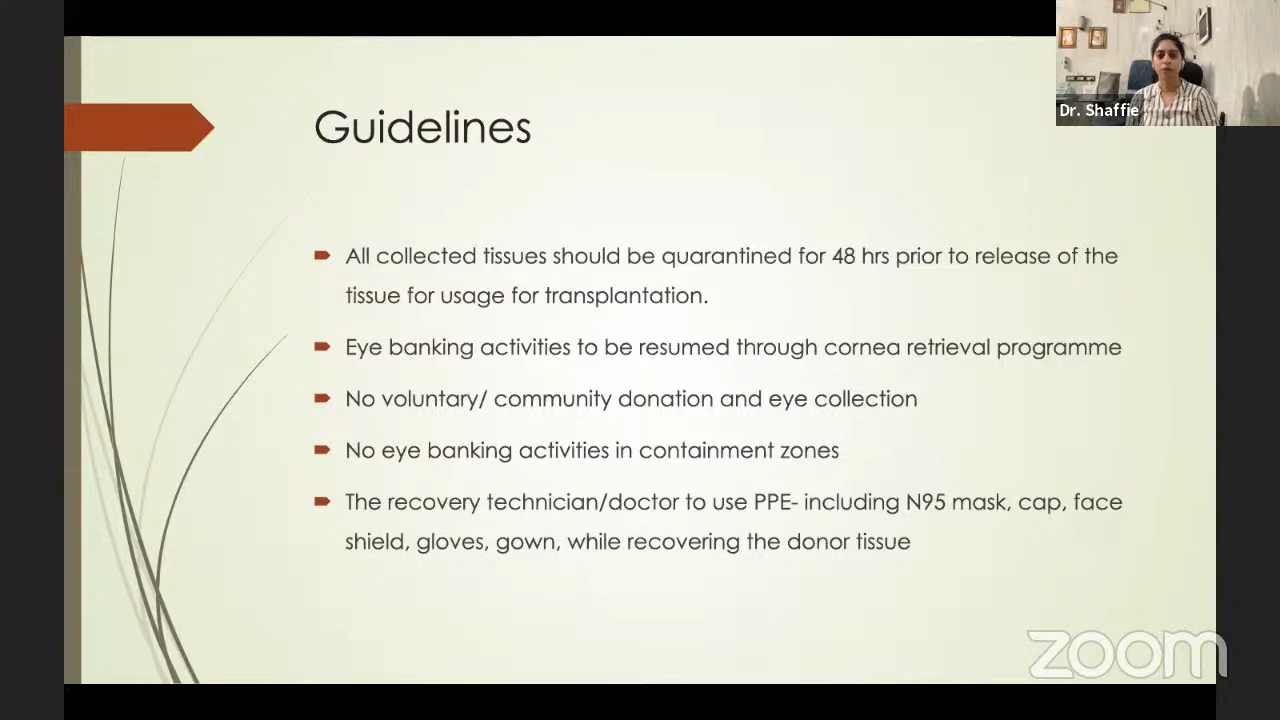 Dr. Shaffie
Guidelines
All collected tissues should be quarantined for 48 hrs prior to release of the
tissue for usage for transplantation.
Eye banking activities to be resumed through cornea retrieval programme
No voluntary/ community donation and eye collection
No eye banking activities in containment zones
The recovery technician/doctor to use PPE- including N95 mask, cap, face
shield, gloves, gown, while recovering the donor tissue
zoom